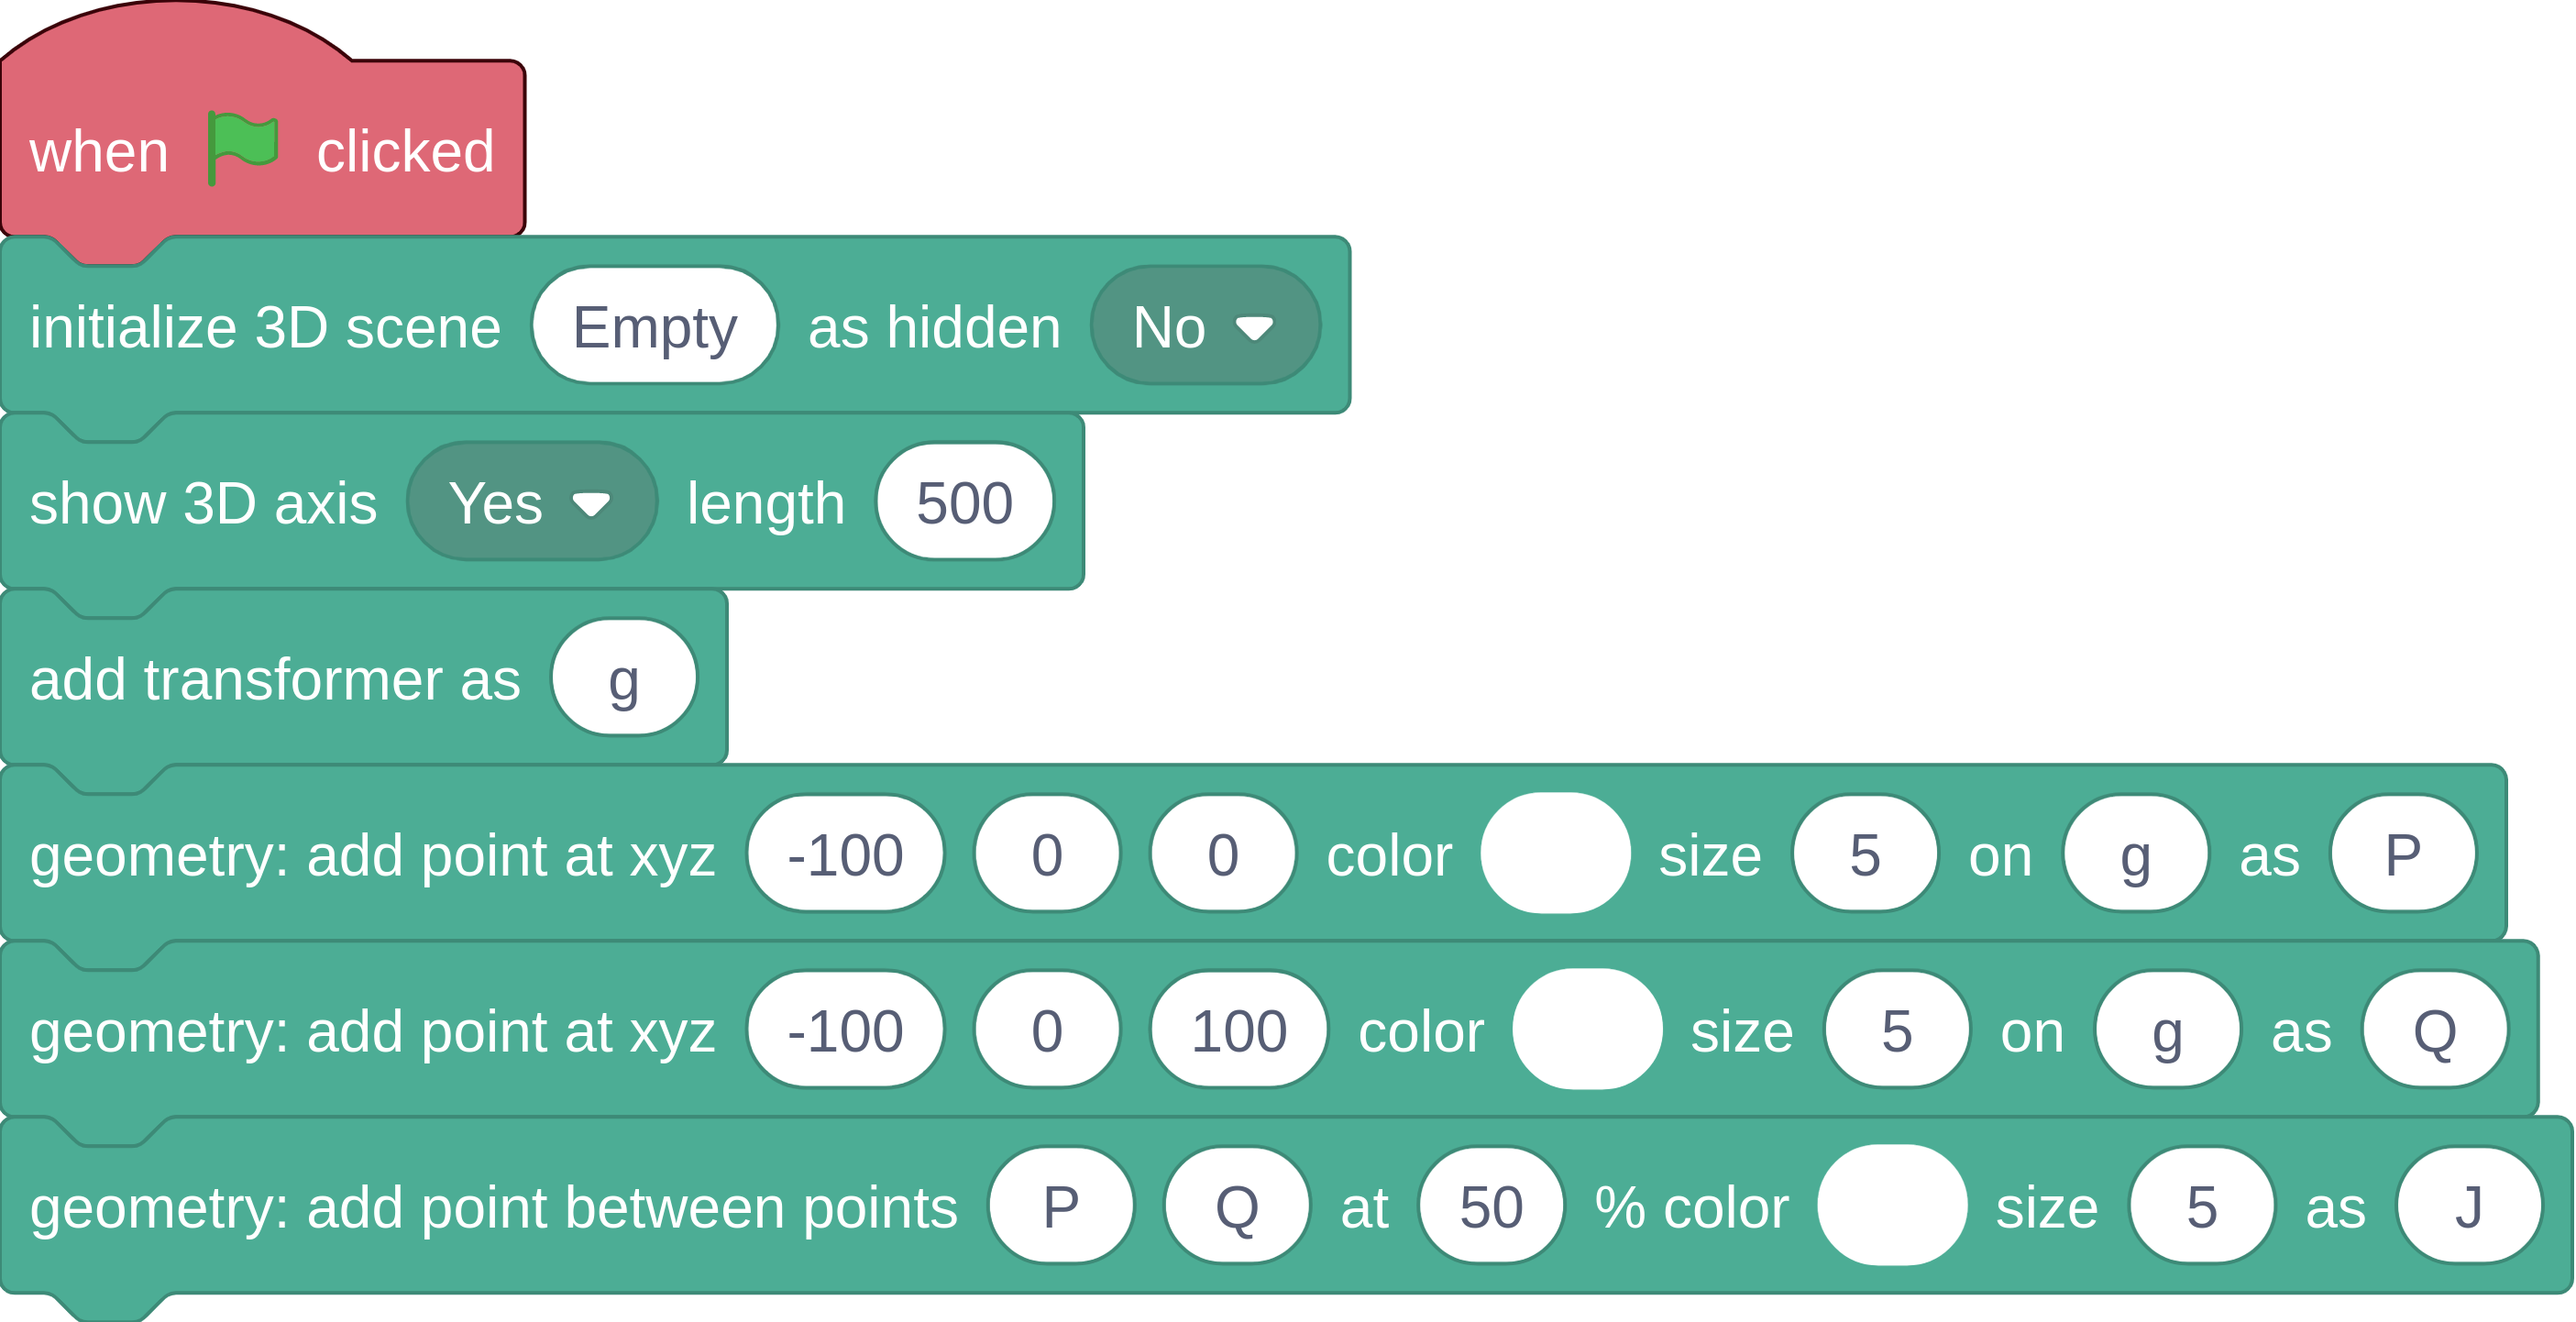 when clicked
initialize 3D scene Empty as hidden No
show 3D axis Yes length 500
add transformer as g
geometry: add point at xyz -100 0 0 color size 5 on g as P
geometry: add point at xyz -100 0 100 color size 5 on g as Q
geometry: add point between points P Q at 50 % color size 5 as J